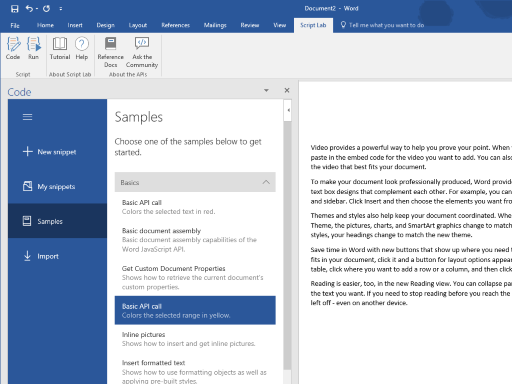 Document2 - Word
File Home Insert Design Layout References Mailings Review View Script Lab Tell me what you want to do
Code Run Tutorial Help Reference Docs Ask the Community
Script About Script Lab About the APIs
Code
New snippet
My snippets
Samples
Import
Samples
Choose one of the samples below to get
started.
Basics
Basic API call
Colors the selected text in red.
Basic document assembly
Basic document assembly capabilities of the
Word JavaScript API.
Get Custom Document Properties
Shows how to retrieve the current document's
custom properties.
Basic API call
Colors the selected range in yellow.
Inline pictures
Shows how to insert and get inline pictures.
Insert formatted text
Shows how to use formatting objects as well as
applying pre-built styles.
Video provides a powerful way to help you prove your point. When
paste in the embed code for the video you want to add. You can also
the video that best fits your document.
To make your document look professionally produced, Word provide
text box designs that complement each other. For example, you can
and sidebar. Click Insert and then choose the elements you want from
Themes and styles also help keep your document coordinated. Whe
Theme, the pictures, charts, and SmartArt graphics change to match
styles, your headings change to match the new theme.
Save time in Word with new buttons that show up where you need t
fits in your document, click it and a button for layout options appear
table, click where you want to add a row or a column, and then click
Reading is easier, too, in the new Reading view. You can collapse par
the text you want. If you need to stop reading before you reach the
left off - even on another device.